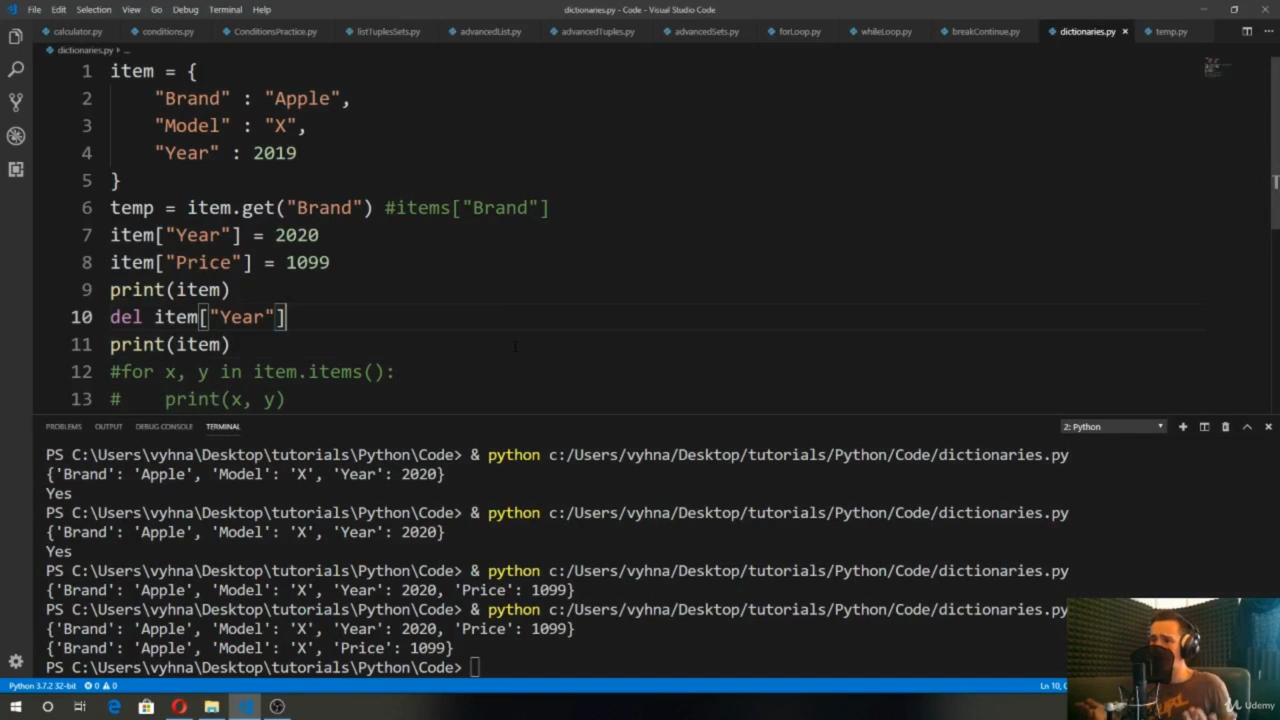 File Edit Selection View Go Debug Terminal Help
dictionaries.py - Code - Visual Studio Code
calculator.py conditions.py ConditionsPractice.py listTuplesSets.py advancedList.py advancedTuples.py advancedSets.py forLoop.py whileLoop.py breakContinue.py dictionaries.py × temp.py
dictionaries.py > ...
1 item = {
2 "Brand" : "Apple",
3 "Model" : "X",
4 "Year" : 2019
5 }
6 temp = item.get("Brand") #items["Brand"]
7 item["Year"] = 2020
8 item["Price"] = 1099
9 print(item)
10 del item["Year"]
11 print(item)
12 #for x, y in item.items():
13 # print(x, y)
PROBLEMS OUTPUT DEBUG CONSOLE TERMINAL 2: Python
PS C:\Users\vyhna\Desktop\tutorials\Python\Code> & python c:/Users/vyhna/Desktop/tutorials/Python/Code/dictionaries.py
{'Brand': 'Apple', 'Model': 'X', 'Year': 2020}
Yes
PS C:\Users\vyhna\Desktop\tutorials\Python\Code> & python c:/Users/vyhna/Desktop/tutorials/Python/Code/dictionaries.py
{'Brand': 'Apple', 'Model': 'X', 'Year': 2020}
Yes
PS C:\Users\vyhna\Desktop\tutorials\Python\Code> & python c:/Users/vyhna/Desktop/tutorials/Python/Code/dictionaries.py
{'Brand': 'Apple', 'Model': 'X', 'Year': 2020, 'Price': 1099}
PS C:\Users\vyhna\Desktop\tutorials\Python\Code> & python c:/Users/vyhna/Desktop/tutorials/Python/Code/dictionaries.py
{'Brand': 'Apple', 'Model': 'X', 'Year': 2020, 'Price': 1099}
{'Brand': 'Apple', 'Model': 'X', 'Price': 1099}
PS C:\Users\vyhna\Desktop\tutorials\Python\Code>
Python 3.7.2 32-bit 0 0 Ln 10, C
Udemy